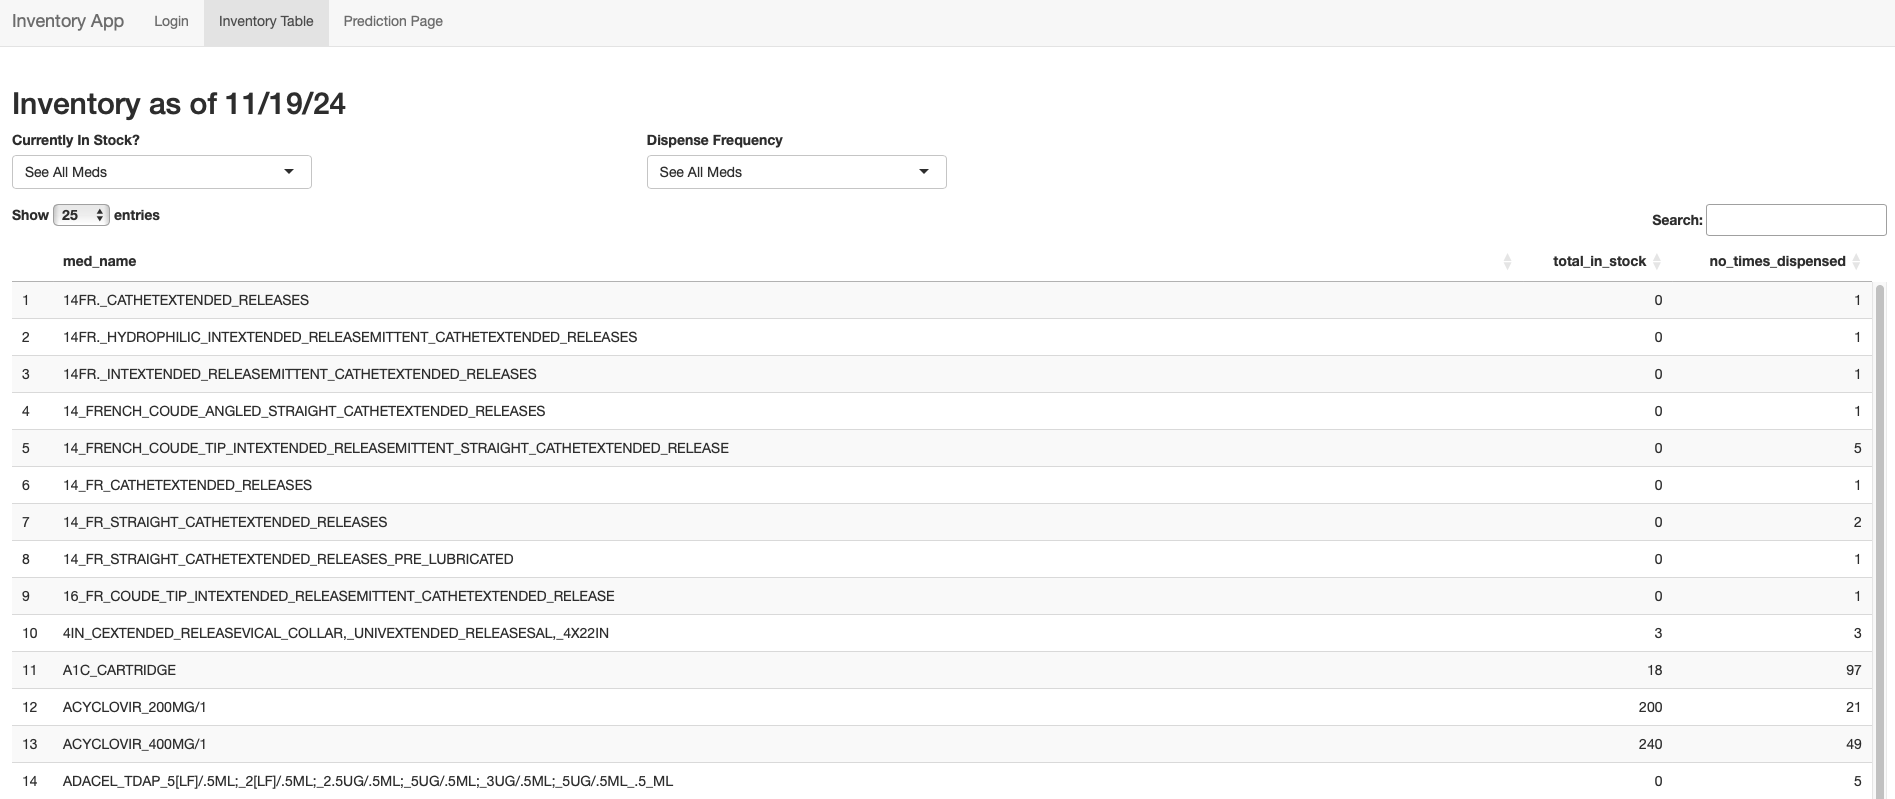 Inventory App Login Inventory Table Prediction Page
Inventory as of 11/19/24
Currently In Stock? Dispense Frequency
See All Meds See All Meds
Show 25 entries Search:
med_name total_in_stock no_times_dispensed
1 14FR._CATHETEXTENDED_RELEASES 0 1
2 14FR._HYDROPHILIC_INTEXTENDED_RELEASEMITTENT_CATHETEXTENDED_RELEASES 0 1
3 14FR._INTEXTENDED_RELEASEMITTENT_CATHETEXTENDED_RELEASES 0 1
4 14_FRENCH_COUDE_ANGLED_STRAIGHT_CATHETEXTENDED_RELEASES 0 1
5 14_FRENCH_COUDE_TIP_INTEXTENDED_RELEASEMITTENT_STRAIGHT_CATHETEXTENDED_RELEASE 0 5
6 14_FR_CATHETEXTENDED_RELEASES 0 1
7 14_FR_STRAIGHT_CATHETEXTENDED_RELEASES 0 2
8 14_FR_STRAIGHT_CATHETEXTENDED_RELEASES_PRE_LUBRICATED 0 1
9 16_FR_COUDE_TIP_INTEXTENDED_RELEASEMITTENT_CATHETEXTENDED_RELEASE 0 1
10 4IN_CEXTENDED_RELEASEVICAL_COLLAR,_UNIVEXTENDED_RELEASESAL,_4X22IN 3 3
11 A1C_CARTRIDGE 18 97
12 ACYCLOVIR_200MG/1 200 21
13 ACYCLOVIR_400MG/1 240 49
14 ADACEL_TDAP_5[LF]/.5ML;_2[LF]/.5ML;_2.5UG/.5ML;_5UG/.5ML;_3UG/.5ML;_5UG/.5ML_.5_ML 0 5